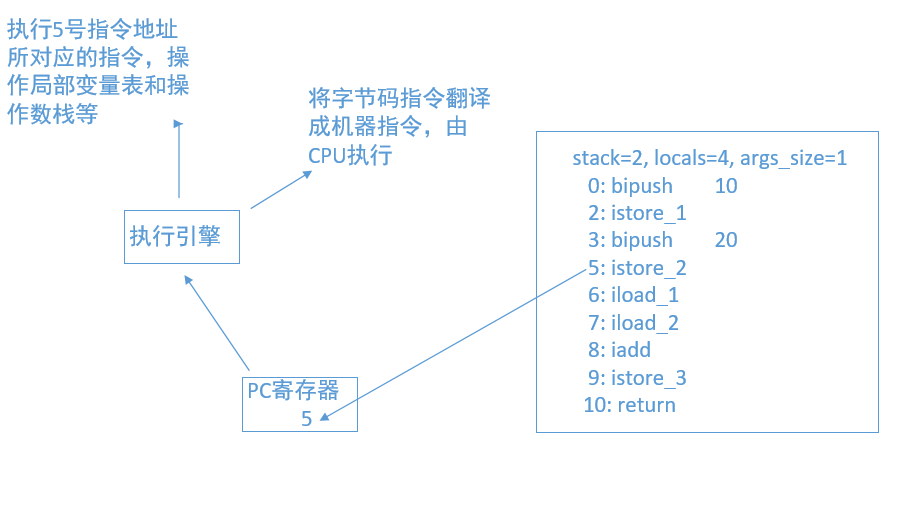 执行5号指令地址
所对应的指令，操
作局部变量表和操
作数栈等
将字节码指令翻译
成机器指令，由
CPU执行
执行引擎
PC寄存器
5
stack=2, locals=4, args_size=1
0: bipush 10
2: istore_1
3: bipush 20
5: istore_2
6: iload_1
7: iload_2
8: iadd
9: istore_3
10: return